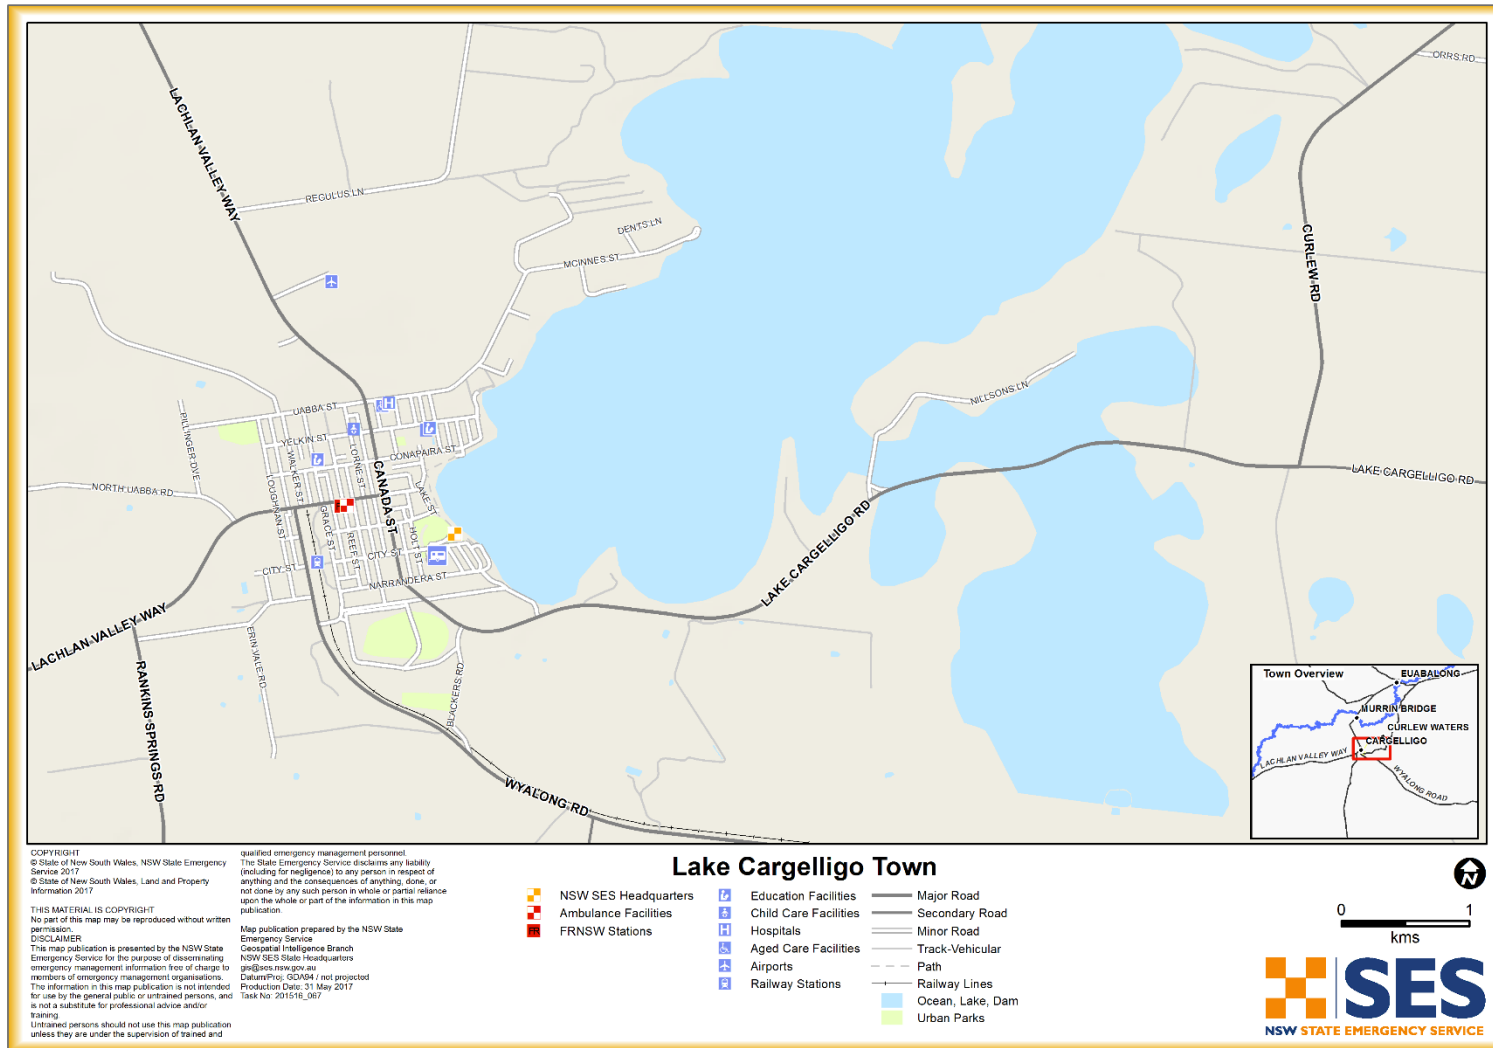 ORRS RD
LACHLAN VALLEY WAY
REGULUS LN
DENTS LN
MCINNES ST
CURLEW RD
NILLSONS LN
UABBA ST
PILLINGER DVE
YELKIN ST
CONAPAIRA ST
WALKER ST
LORNE ST
CANADA ST
LAKE ST
LOUGHNAN ST
NORTH UABBA RD
LAKE CARGELLIGO RD
GRACE ST
REEF ST
HOLT ST
CITY ST
CITY ST
NARRANDERA ST
LAKE CARGELLIGO RD
LACHLAN VALLEY WAY
ERIN VALE RD
RANKINS SPRINGS RD
BLACKERS RD
WYALONG RD
Town Overview
EUABALONG
MURRIN BRIDGE
CURLEW WATERS
CARGELLIGO
LACHLAN VALLEY WAY
WYALONG ROAD
COPYRIGHT
© State of New South Wales, NSW State Emergency
Service 2017
© State of New South Wales, Land and Property
Information 2017
THIS MATERIAL IS COPYRIGHT
No part of this map may be reproduced without written
permission.
DISCLAIMER
This map publication is presented by the NSW State
Emergency Service for the purpose of disseminating
emergency management information free of charge to
members of emergency management organisations.
The information in this map publication is not intended
for use by the general public or untrained persons, and
is not a substitute for professional advice and/or
training.
Untrained persons should not use this map publication
unless they are under the supervision of trained and
qualified emergency management personnel.
The State Emergency Service disclaims any liability
(including for negligence) to any person in respect of
anything and the consequences of anything, done, or
not done by any such person in whole or partial reliance
upon the whole or part of the information in this map
publication.
Map publication prepared by the NSW State
Emergency Service
Geospatial Intelligence Branch
NSW SES State Headquarters
gis@ses.nsw.gov.au
Datum/Proj: GDA94 / not projected
Production Date: 31 May 2017
Task No: 201516_067
Lake Cargelligo Town
NSW SES Headquarters
Ambulance Facilities
FR FRNSW Stations
Education Facilities
Child Care Facilities
H Hospitals
Aged Care Facilities
Airports
Railway Stations
Major Road
Secondary Road
Minor Road
Track-Vehicular
Path
Railway Lines
Ocean, Lake, Dam
Urban Parks
N
0 1
kms
SES
NSW STATE EMERGENCY SERVICE